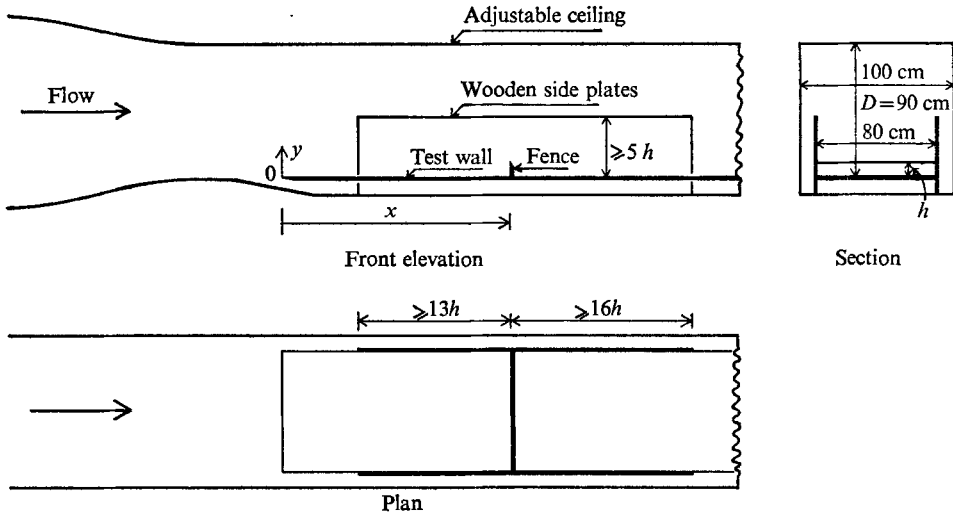 Adjustable ceiling
Flow
Wooden side plates
100 cm
D=90 cm
80 cm
y
0
Test wall
Fence
⩾5 h
h
x
Front elevation
Section
⩾13h
⩾16h
Plan